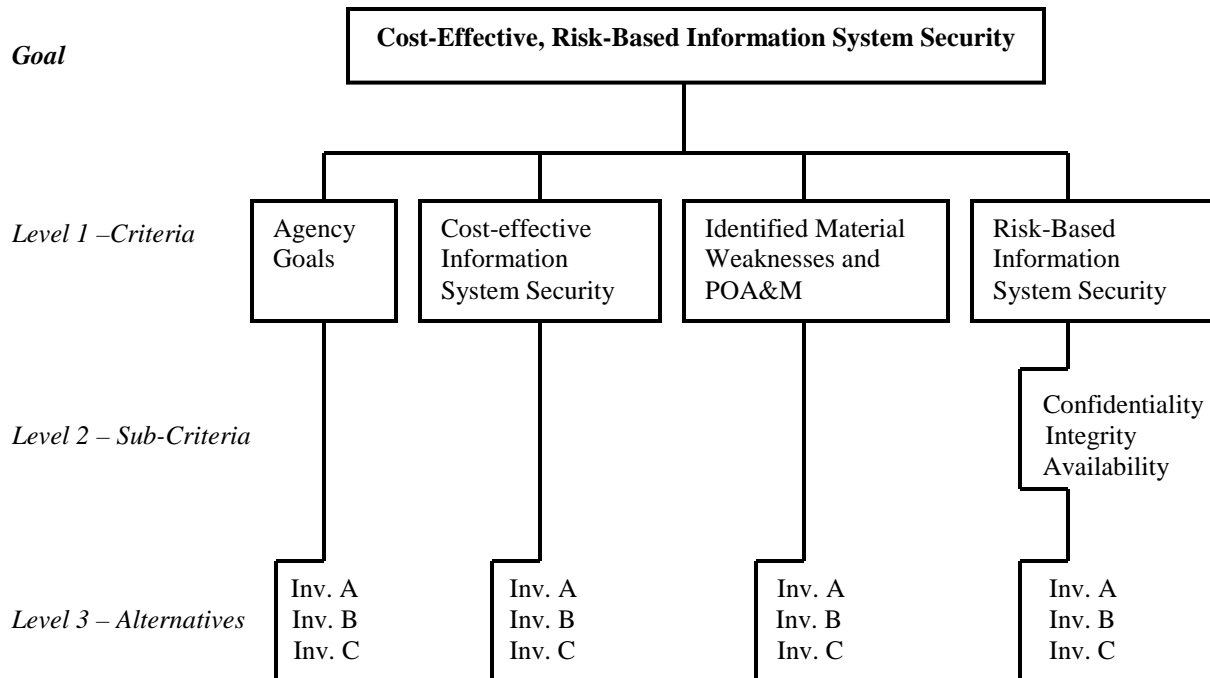 Goal
Cost-Effective, Risk-Based Information System Security
Level 1 –Criteria
Agency
Goals
Cost-effective
Information
System Security
Identified Material
Weaknesses and
POA&M
Risk-Based
Information
System Security
Level 2 – Sub-Criteria
Confidentiality
Integrity
Availability
Level 3 – Alternatives
Inv. A
Inv. B
Inv. C
Inv. A
Inv. B
Inv. C
Inv. A
Inv. B
Inv. C
Inv. A
Inv. B
Inv. C